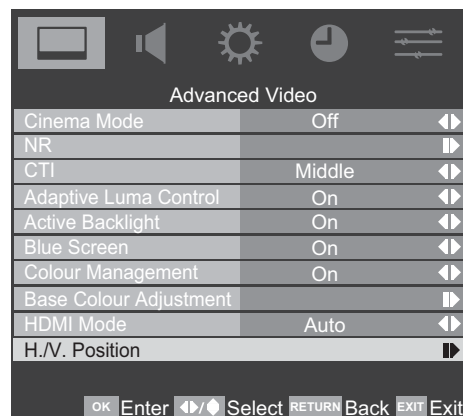 Advanced Video
Cinema Mode Off
NR
CTI Middle
Adaptive Luma Control On
Active Backlight On
Blue Screen On
Colour Management On
Base Colour Adjustment
HDMI Mode Auto
H./V. Position
OK Enter / Select RETURN Back EXIT Exit